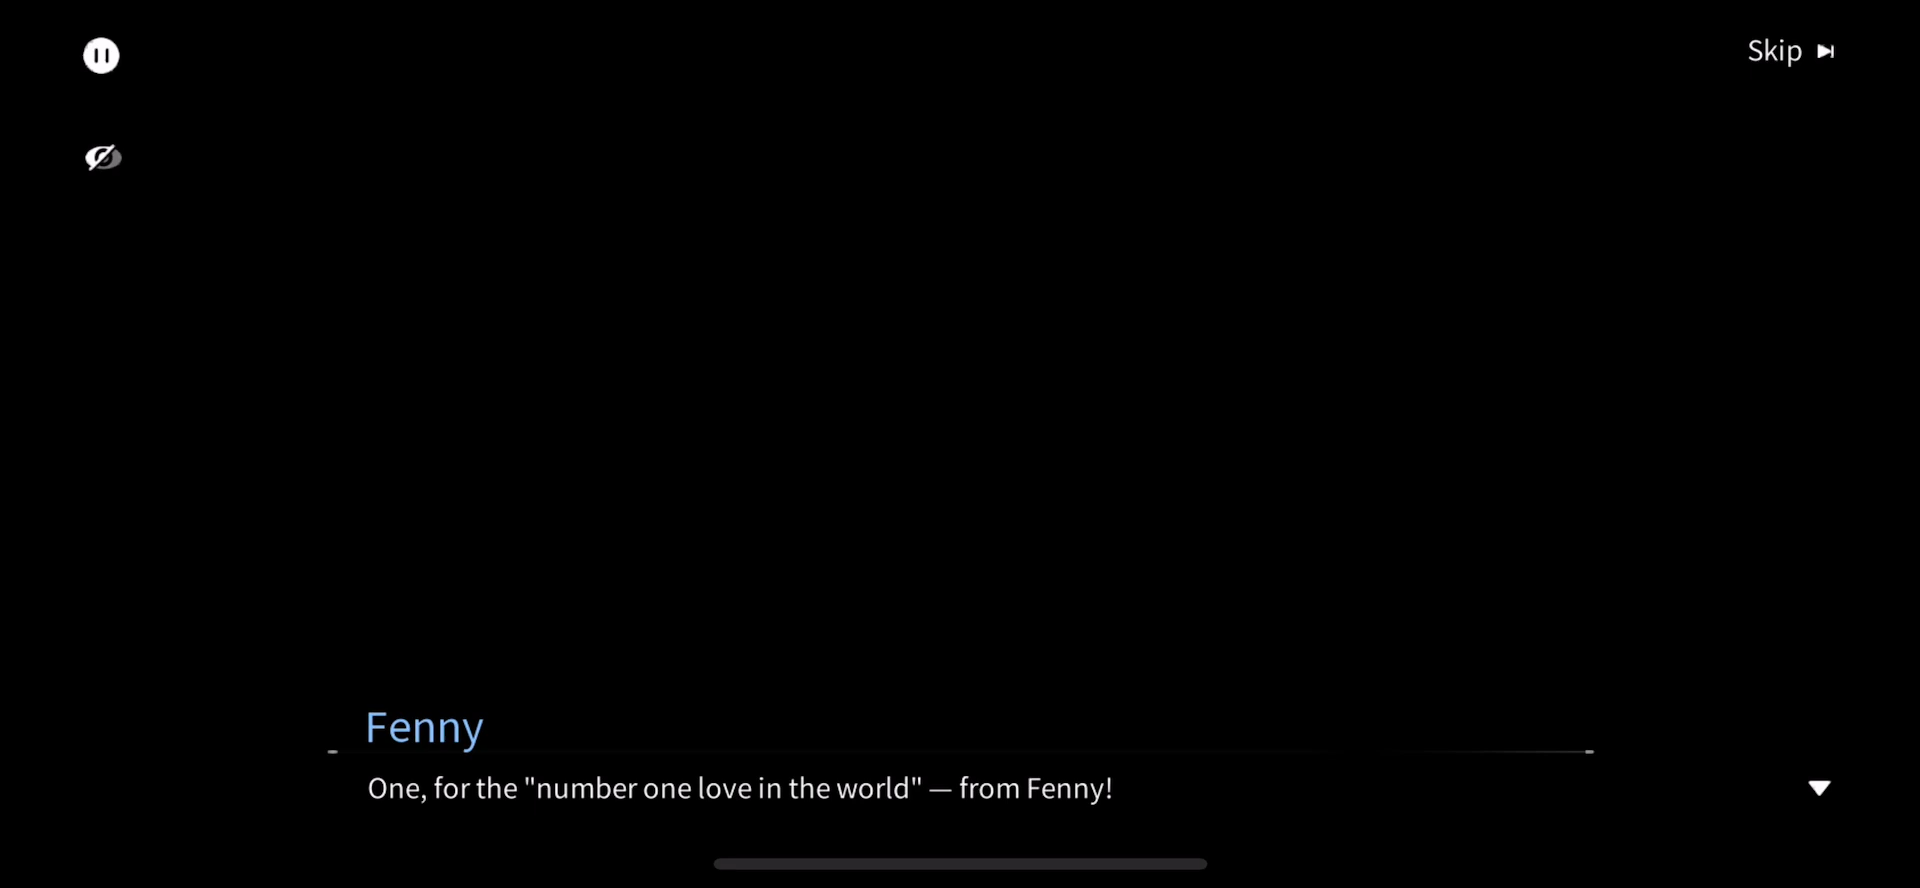 Skip
Fenny
One, for the "number one love in the world" — from Fenny!